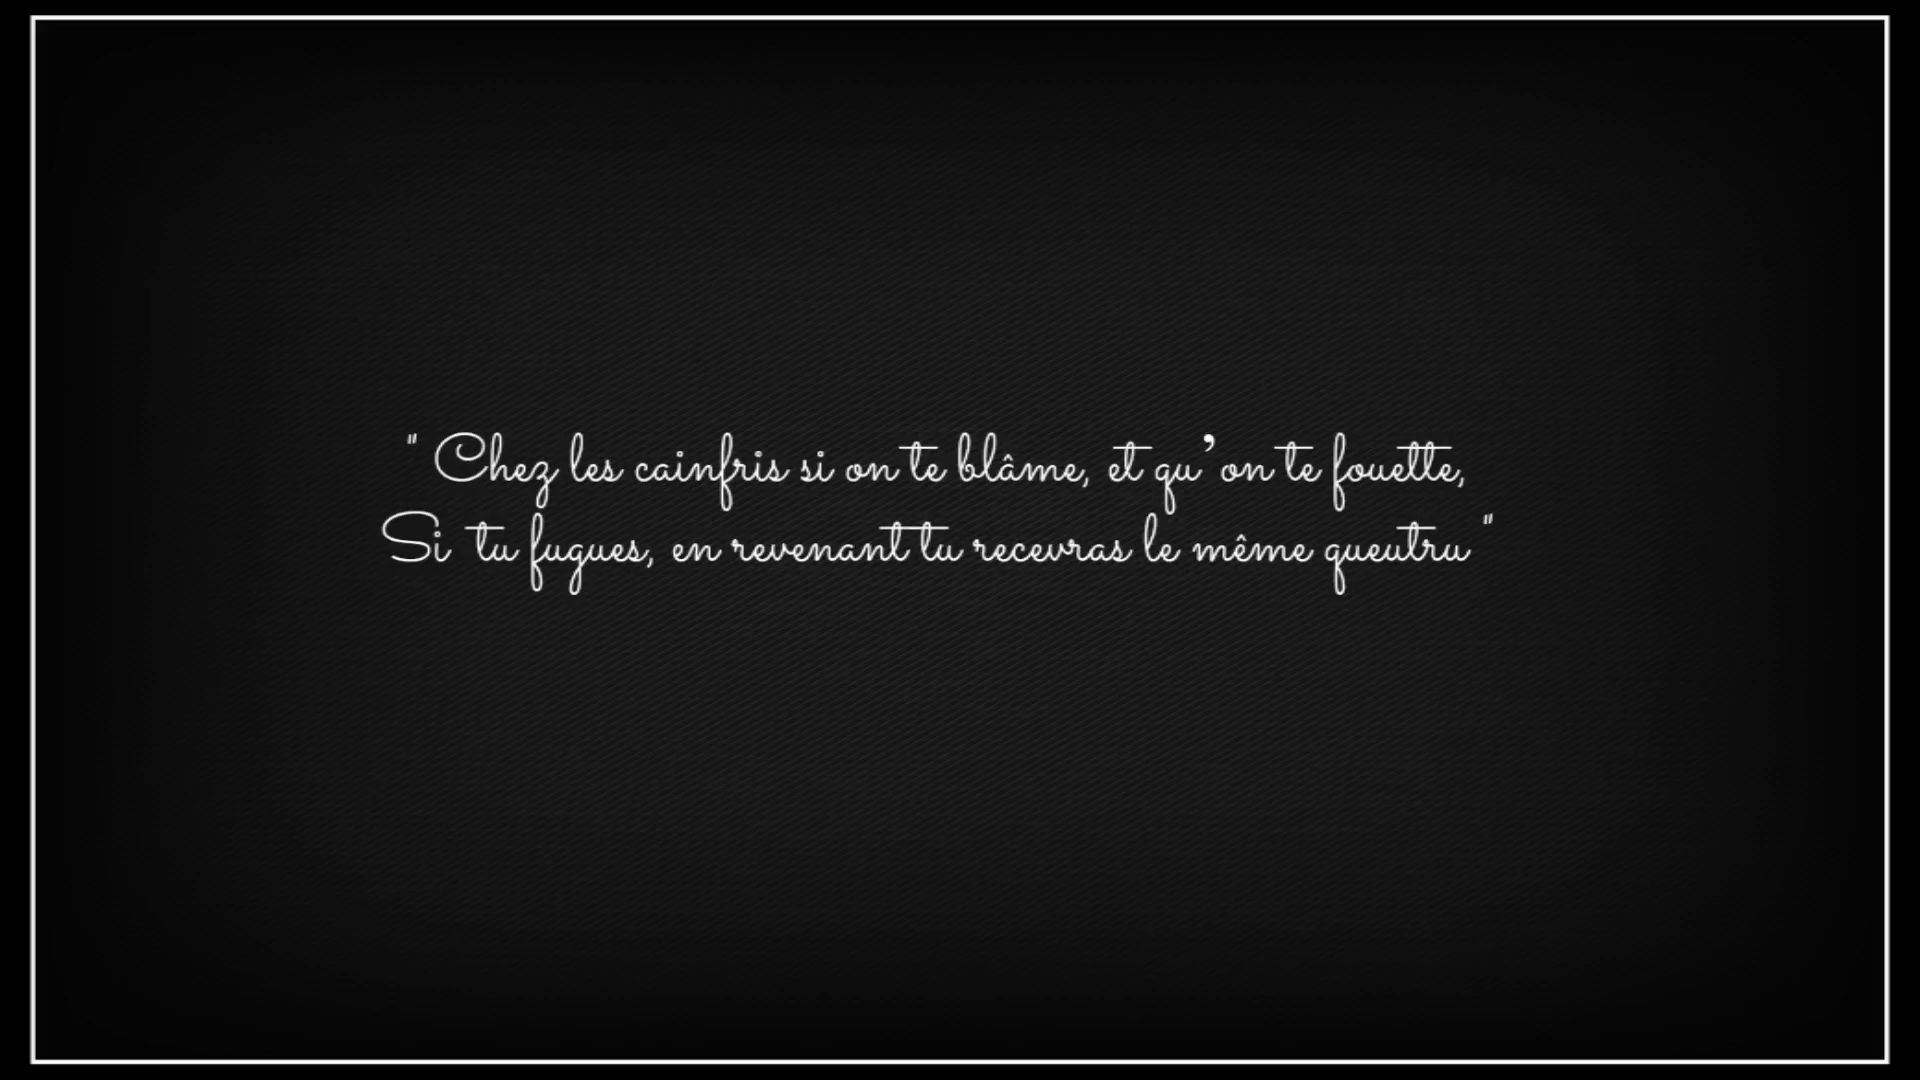 " Chez les cainfris si on te blâme, et qu’on te fouette,
Si tu fugues, en revenant tu recevras le même queutru "